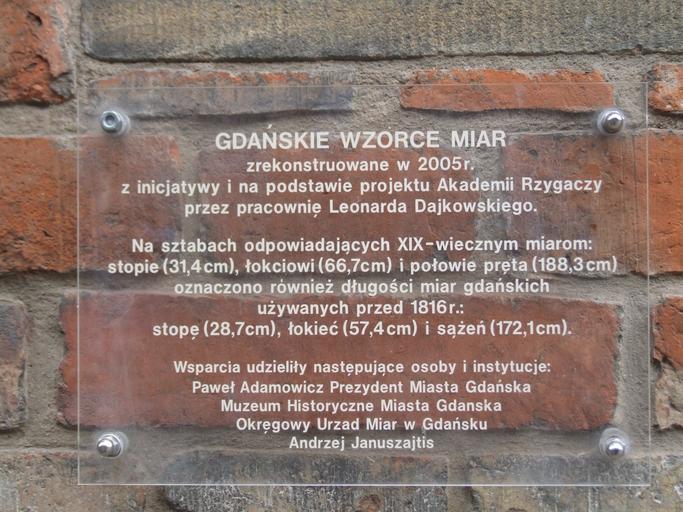 GDAŃSKIE WZORCE MIAR
zrekonstruowane w 2005r.
z inicjatywy i na podstawie projektu Akademii Rzygaczy
przez pracownię Leonarda Dajkowskiego.
Na sztabach odpowiadających XIX-wiecznym miarom:
stopie (31,4cm), łokciowi (66,7cm) i połowie pręta (188,3cm)
oznaczono również długości miar gdańskich
używanych przed 1816r.:
stopę (28,7cm), łokieć (57,4cm) i sążeń (172,1cm).
Wsparcia udzieliły następujące osoby i instytucje:
Paweł Adamowicz Prezydent Miasta Gdańska
Muzeum Historyczne Miasta Gdanska
Okręgowy Urzad Miar w Gdańsku
Andrzej Januszajtis